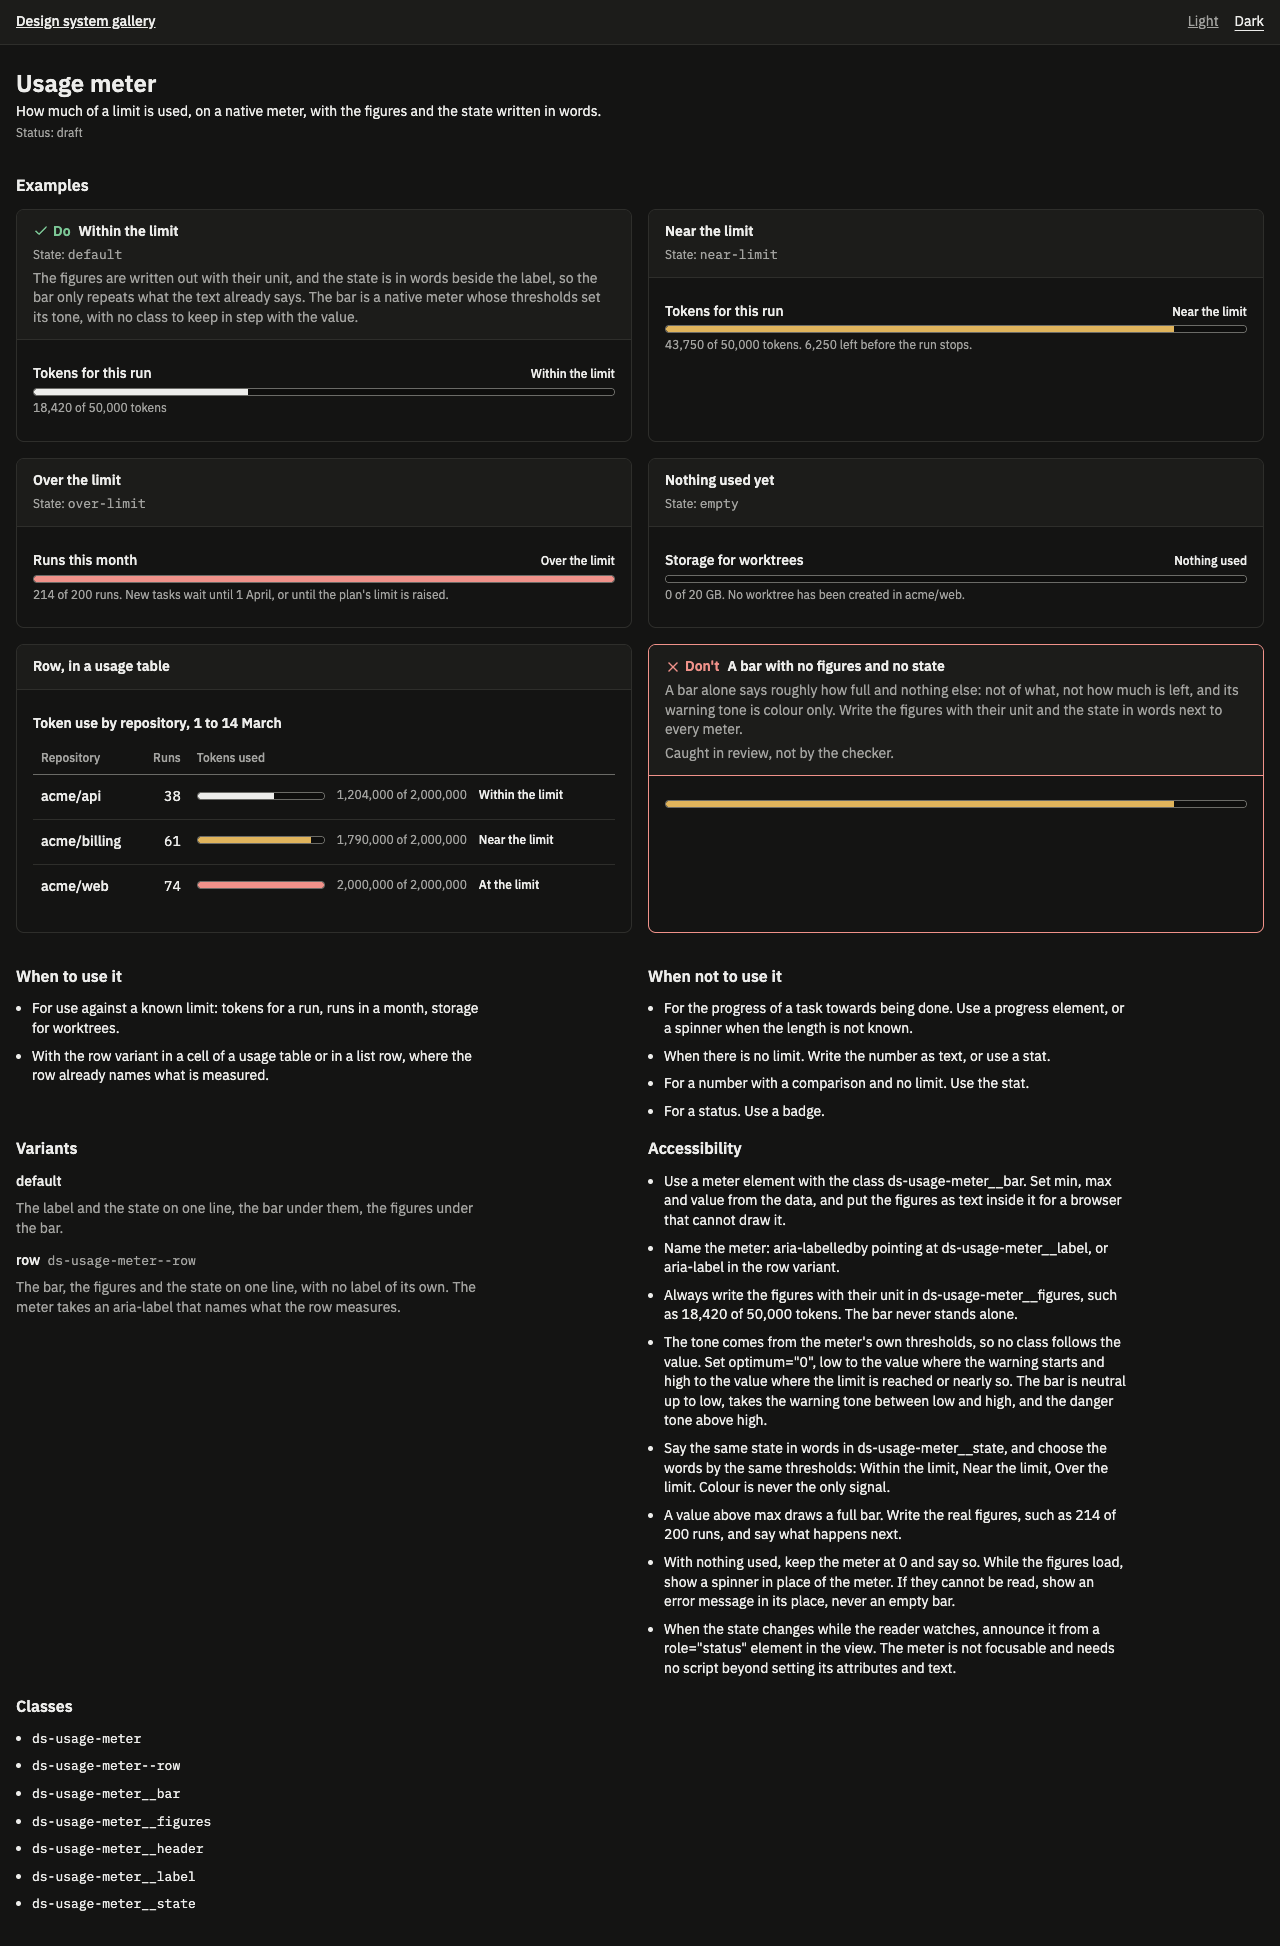 Design system gallery
Light Dark
Usage meter
How much of a limit is used, on a native meter, with the figures and the state written in words.
Status: draft
Examples
Do Within the limit
State: default
The figures are written out with their unit, and the state is in words beside the label, so the
bar only repeats what the text already says. The bar is a native meter whose thresholds set
its tone, with no class to keep in step with the value.
Tokens for this run Within the limit
18,420 of 50,000 tokens
Near the limit
State: near-limit
Tokens for this run Near the limit
43,750 of 50,000 tokens. 6,250 left before the run stops.
Over the limit
State: over-limit
Runs this month Over the limit
214 of 200 runs. New tasks wait until 1 April, or until the plan's limit is raised.
Nothing used yet
State: empty
Storage for worktrees Nothing used
0 of 20 GB. No worktree has been created in acme/web.
Row, in a usage table
Token use by repository, 1 to 14 March
Repository Runs Tokens used
acme/api 38 1,204,000 of 2,000,000 Within the limit
acme/billing 61 1,790,000 of 2,000,000 Near the limit
acme/web 74 2,000,000 of 2,000,000 At the limit
Don't A bar with no figures and no state
A bar alone says roughly how full and nothing else: not of what, not how much is left, and its
warning tone is colour only. Write the figures with their unit and the state in words next to
every meter.
Caught in review, not by the checker.
When to use it
For use against a known limit: tokens for a run, runs in a month, storage
for worktrees.
With the row variant in a cell of a usage table or in a list row, where the
row already names what is measured.
When not to use it
For the progress of a task towards being done. Use a progress element, or
a spinner when the length is not known.
When there is no limit. Write the number as text, or use a stat.
For a number with a comparison and no limit. Use the stat.
For a status. Use a badge.
Variants
default
The label and the state on one line, the bar under them, the figures under
the bar.
row ds-usage-meter--row
The bar, the figures and the state on one line, with no label of its own. The
meter takes an aria-label that names what the row measures.
Accessibility
Use a meter element with the class ds-usage-meter__bar. Set min, max
and value from the data, and put the figures as text inside it for a browser
that cannot draw it.
Name the meter: aria-labelledby pointing at ds-usage-meter__label, or
aria-label in the row variant.
Always write the figures with their unit in ds-usage-meter__figures, such
as 18,420 of 50,000 tokens. The bar never stands alone.
The tone comes from the meter's own thresholds, so no class follows the
value. Set optimum="0", low to the value where the warning starts and
high to the value where the limit is reached or nearly so. The bar is neutral
up to low, takes the warning tone between low and high, and the danger
tone above high.
Say the same state in words in ds-usage-meter__state, and choose the
words by the same thresholds: Within the limit, Near the limit, Over the
limit. Colour is never the only signal.
A value above max draws a full bar. Write the real figures, such as 214 of
200 runs, and say what happens next.
With nothing used, keep the meter at 0 and say so. While the figures load,
show a spinner in place of the meter. If they cannot be read, show an
error message in its place, never an empty bar.
When the state changes while the reader watches, announce it from a
role="status" element in the view. The meter is not focusable and needs
no script beyond setting its attributes and text.
Classes
ds-usage-meter
ds-usage-meter--row
ds-usage-meter__bar
ds-usage-meter__figures
ds-usage-meter__header
ds-usage-meter__label
ds-usage-meter__state